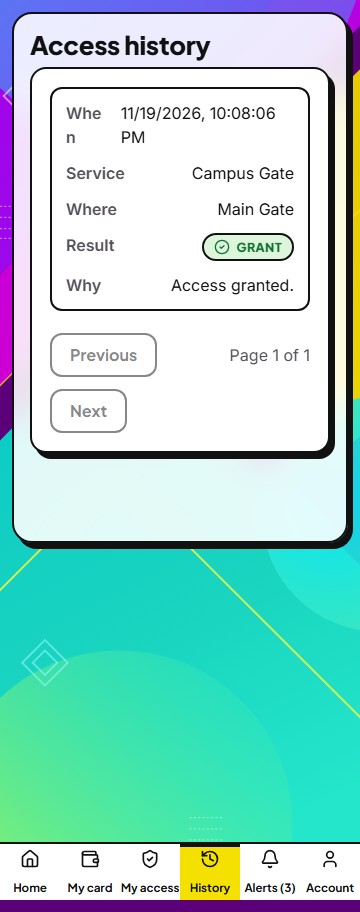 Access history
Whe
n
11/19/2026, 10:08:06
PM
Service Campus Gate
Where Main Gate
Result GRANT
Why Access granted.
Previous Page 1 of 1
Next
Home My card My access History Alerts (3) Account